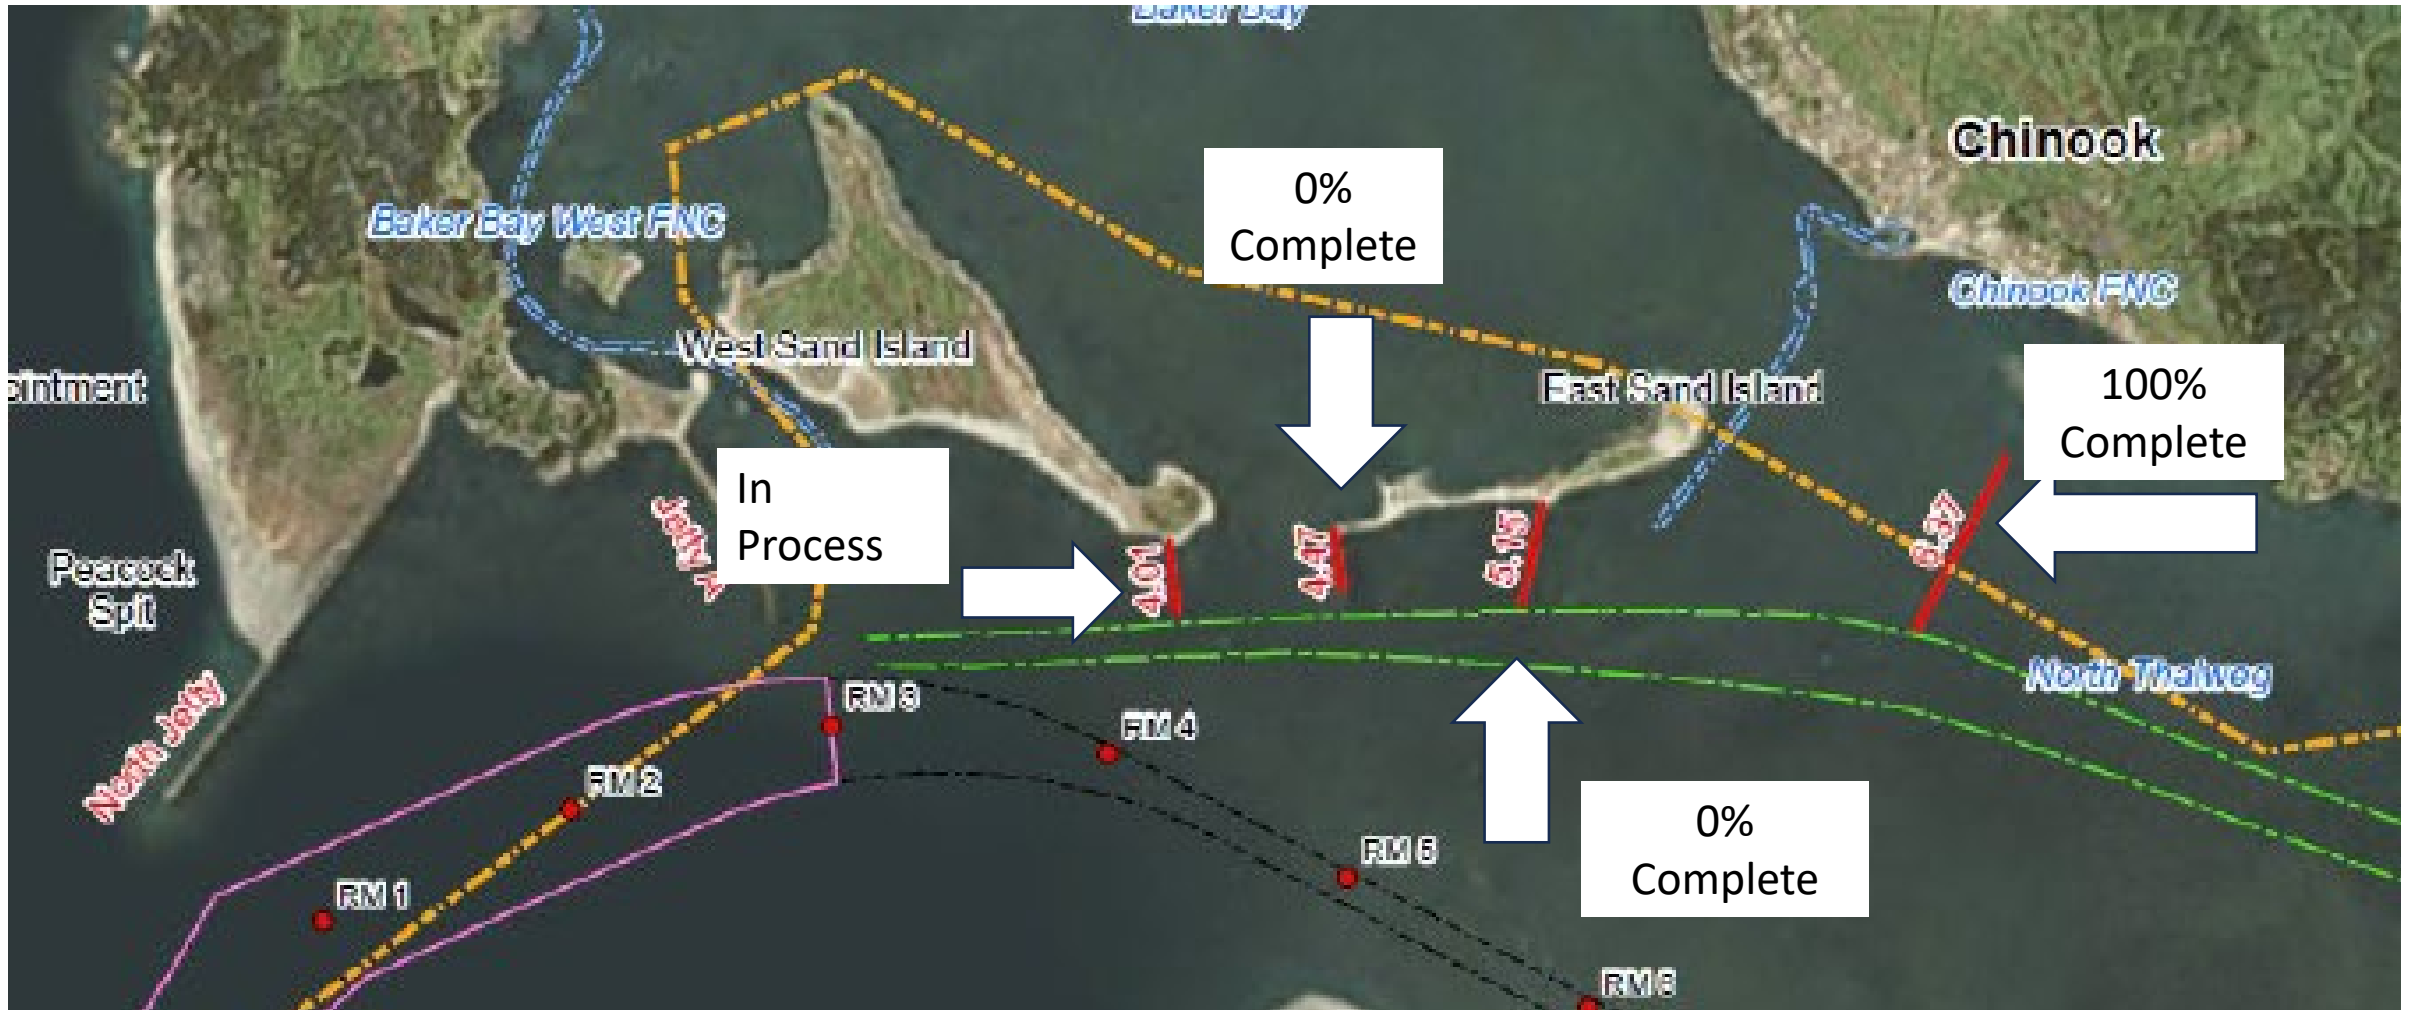 Baker Bay
Chinook
0%
Complete
Baker Bay West FNC
Chinook FNC
West Sand Island
East Sand Island
100%
Complete
ointment
In
Process
Jetty A
4.01
4.47
5.15
6.37
Peacock
Spit
North Jetty
North Thalweg
RM 3
RM 4
RM 2
0%
Complete
RM 5
RM 1
RM 6